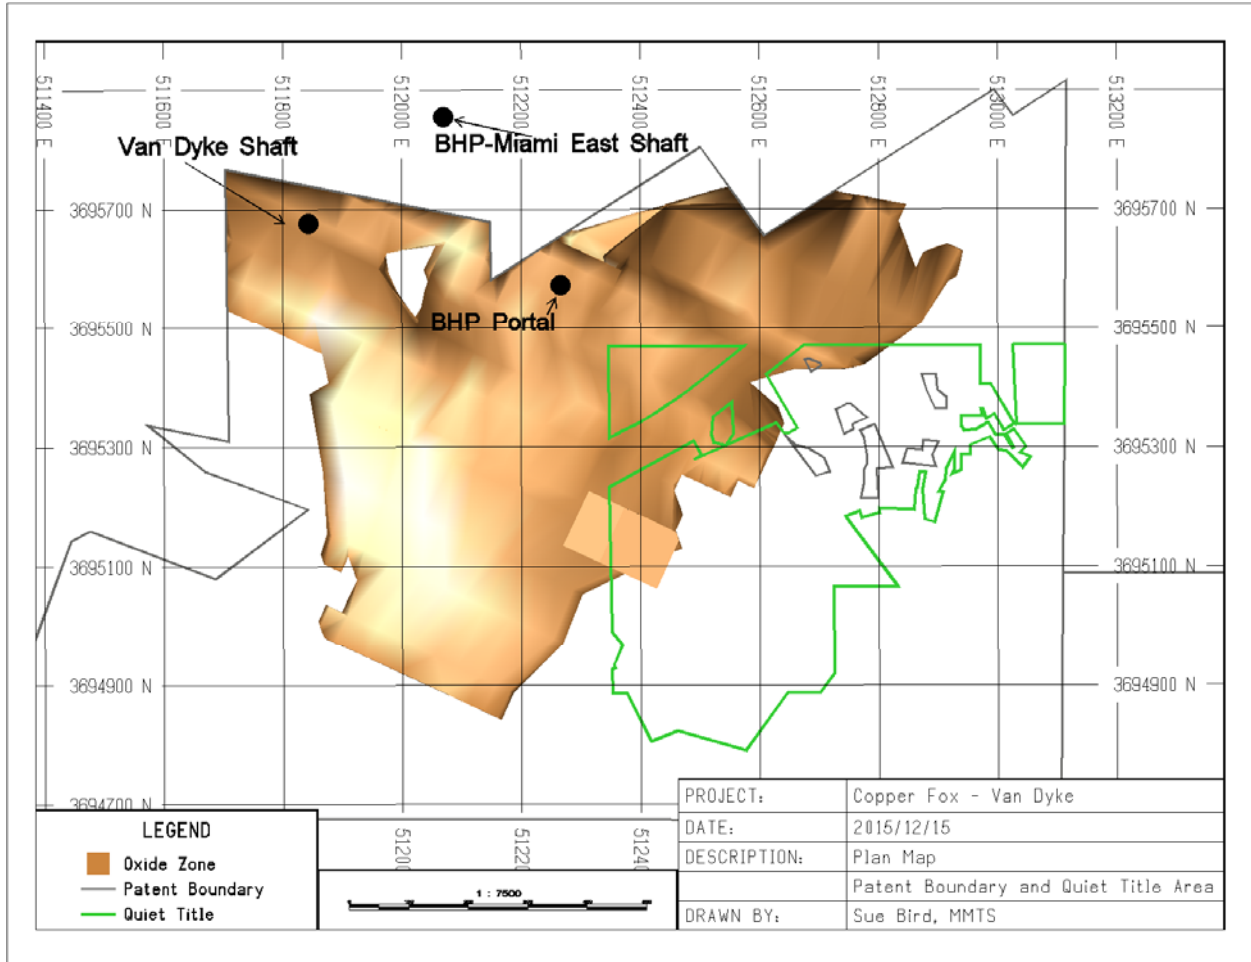 511400 E
511600 E
511800 E
512000 E
512200 E
512400 E
512600 E
512800 E
513000 E
513200 E
Van Dyke Shaft
BHP-Miami East Shaft
3695700 N
3695700 N
BHP Portal
3695500 N
3695500 N
3695300 N
3695300 N
3695100 N
3695100 N
3694900 N
3694900 N
3694700 N
LEGEND
Oxide Zone
Patent Boundary
Quiet Title
51200
51220
51240
1 : 7500
PROJECT: Copper Fox - Van Dyke
DATE: 2015/12/15
DESCRIPTION: Plan Map
Patent Boundary and Quiet Title Area
DRAWN BY: Sue Bird, MMTS